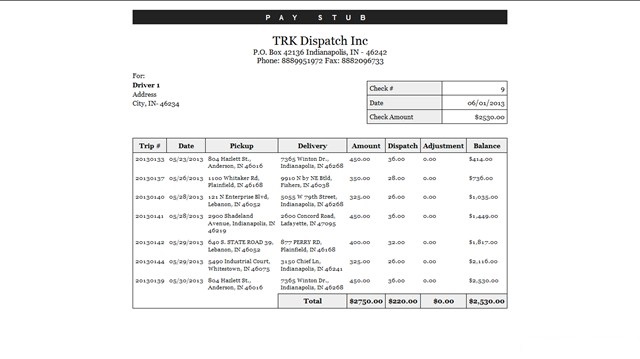 PAY STUB
TRK Dispatch Inc
P.O. Box 42136 Indianapolis, IN - 46242
Phone: 8889951972 Fax: 8882096733
For:
Driver 1
Address
City, IN- 46234
Check # 9
Date 06/01/2013
Check Amount $2530.00
Trip # Date Pickup Delivery Amount Dispatch Adjustment Balance
20130133 05/23/2013 804 Hazlett St., 7365 Winton Dr., 450.00 36.00 0.00 $414.00
Anderson, IN 46016 Indianapolis, IN 46268
20130137 05/26/2013 1100 Whitaker Rd, 9910 N by NE Blld, 350.00 28.00 0.00 $736.00
Plainfield, IN 46168 Fishers, IN 46038
20130140 05/28/2013 121 N Enterprise Blvd, 5055 W 79th Street, 325.00 26.00 0.00 $1,035.00
Lebanon, IN 46052 Indianapolis, IN 46268
20130141 05/28/2013 2900 Shadeland 2600 Concord Road, 450.00 36.00 0.00 $1,449.00
Avenue, Indianapolis, IN Lafayette, IN 47095
46219
20130142 05/29/2013 640 S. STATE ROAD 39, 877 PERRY RD, 400.00 32.00 0.00 $1,817.00
Lebanon, IN 46052 Plainfield, IN 46168
20130144 05/29/2013 5490 Industrial Court, 3150 Chief Ln, 325.00 26.00 0.00 $2,116.00
Whitestown, IN 46075 Indianapolis, IN 46241
20130139 05/30/2013 804 Hazlett St., 7365 Winton Dr., 450.00 36.00 0.00 $2,530.00
Anderson, IN 46016 Indianapolis, IN 46268
Total $2750.00 $220.00 $0.00 $2,530.00